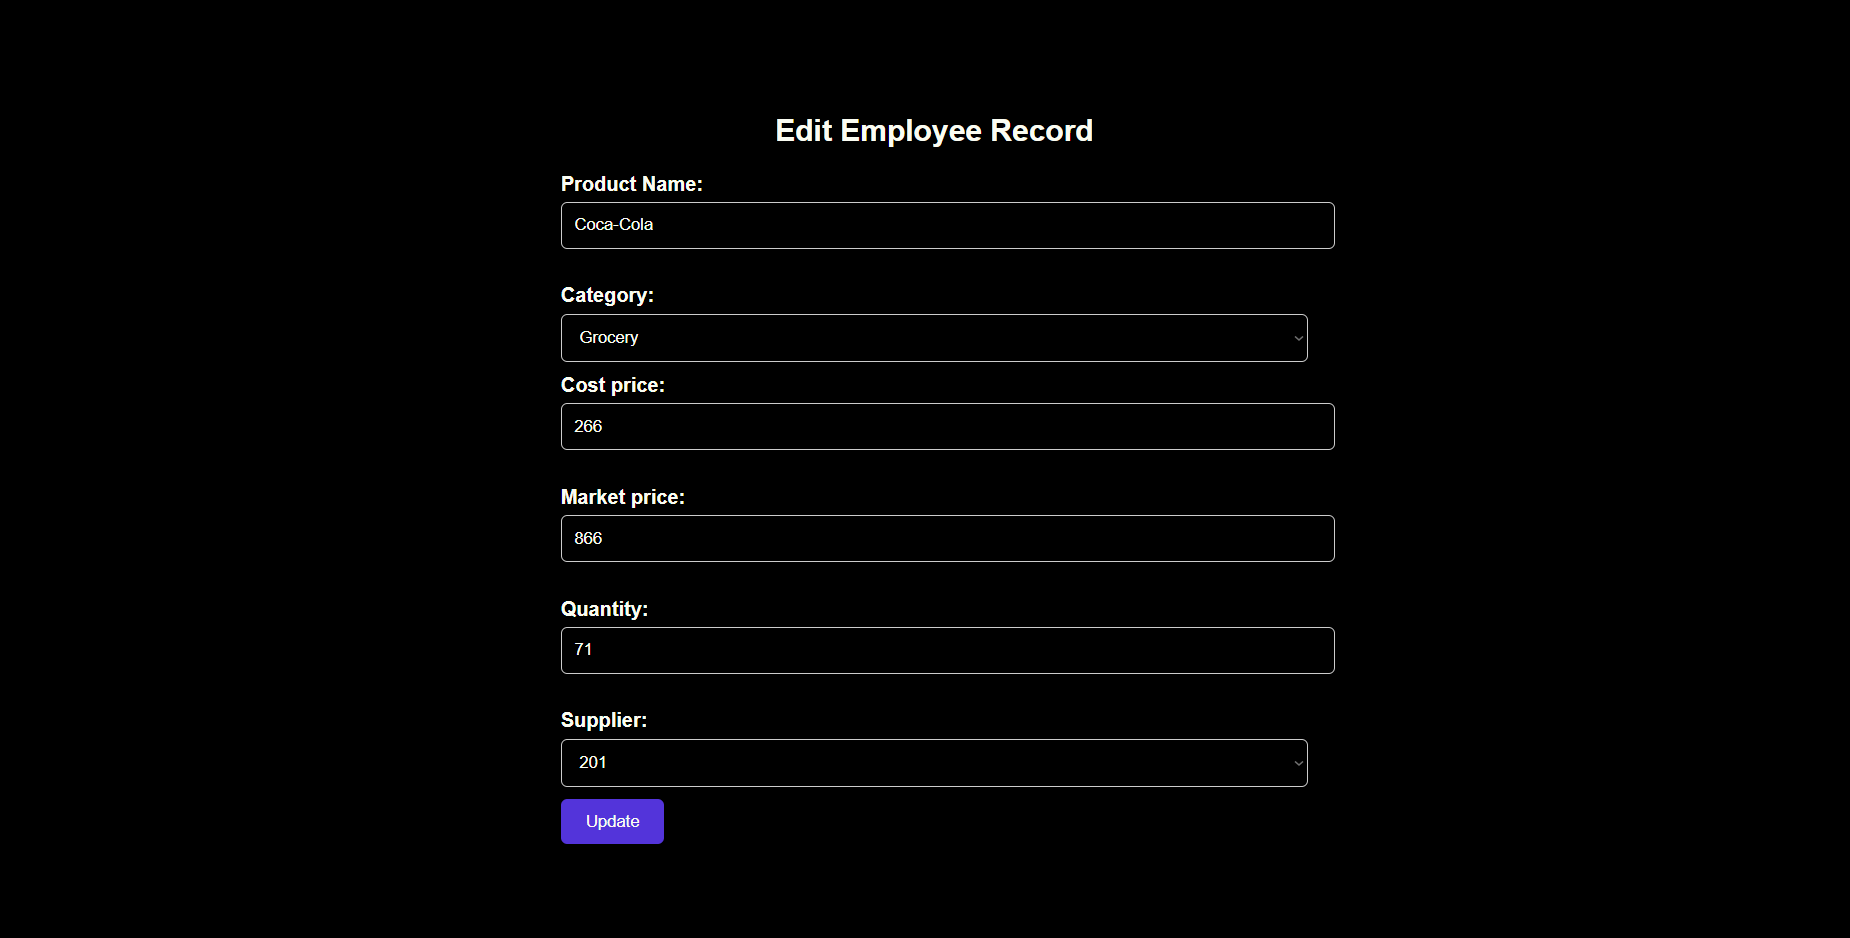 Edit Employee Record
Product Name:
Coca-Cola
Category:
Grocery
Cost price:
266
Market price:
866
Quantity:
71
Supplier:
201
Update